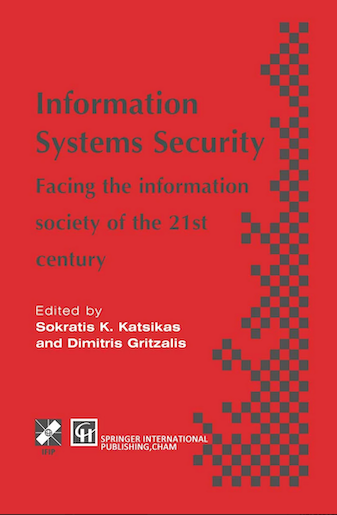 Information
Systems Security
Facing the information
society of the 21st
century
Edited by
Sokratis K. Katsikas
and Dimitris Gritzalis
IFIP
CH
SPRINGER INTERNATIONAL
PUBLISHING,CHAM